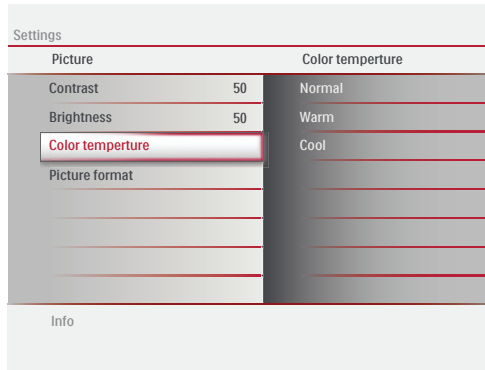 Settings
Picture Color temperture
Contrast 50 Normal
Brightness 50 Warm
Color temperture Cool
Picture format
Info